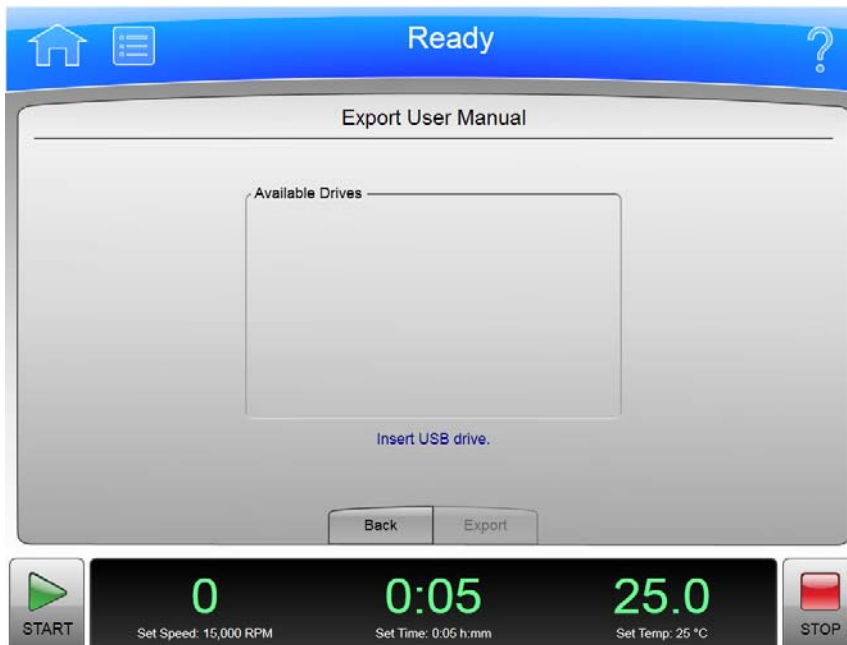 Ready
Export User Manual
Available Drives
Insert USB drive.
Back Export
START 0 0:05 25.0 STOP
Set Speed: 15,000 RPM Set Time: 0:05 h:mm Set Temp: 25 °C